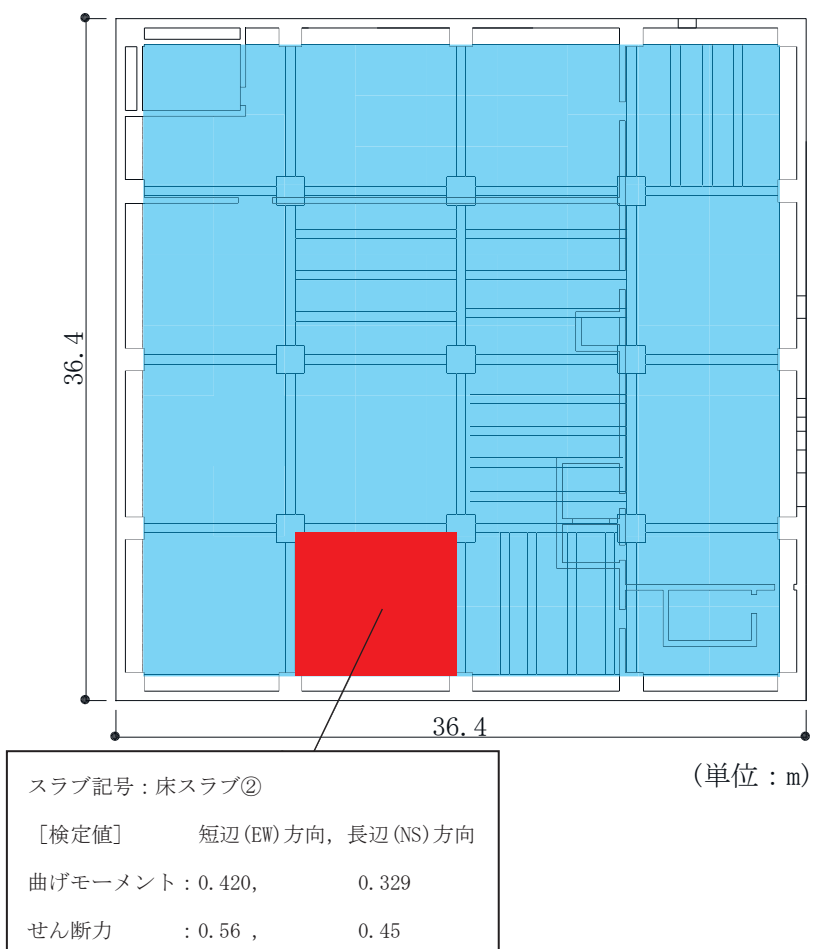 36.4
36.4
(単位:m)
スラブ記号:床スラブ②
[検定値] 短辺(EW)方向, 長辺(NS)方向
曲げモーメント:0.420, 0.329
せん断力 :0.56 , 0.45